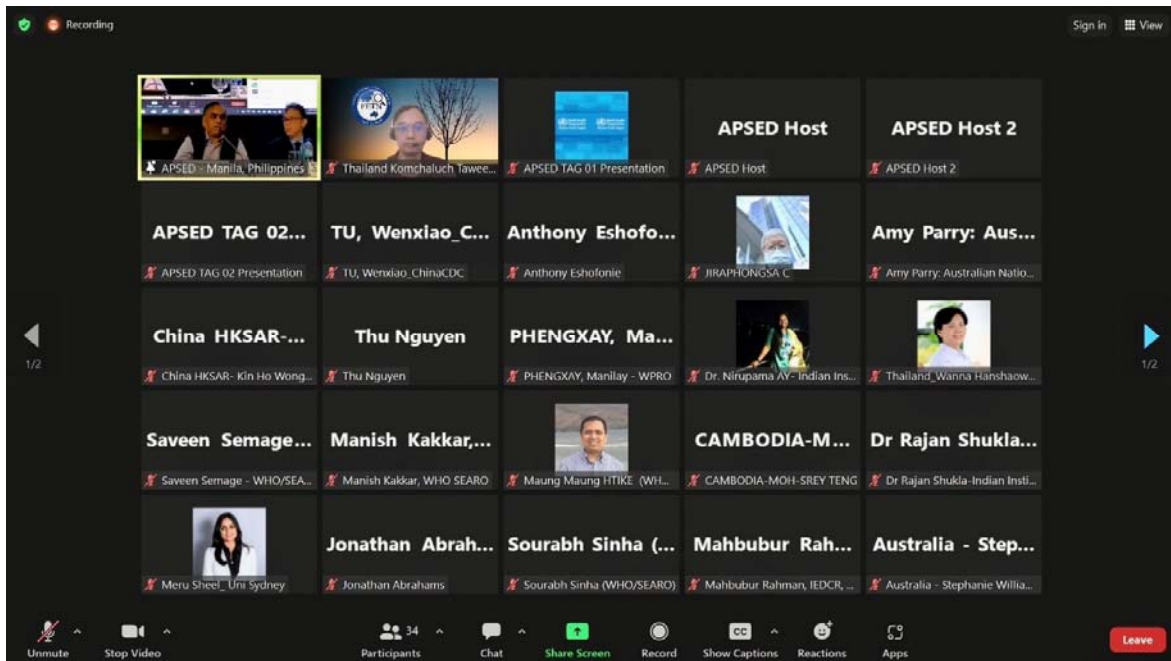 Recording
Sign in
View
APSED - Manila, Philippines
FETN
Thailand Komchaluch Tawee...
APSED TAG 01 Presentation
APSED Host
APSED Host
APSED Host 2
APSED Host 2
APSED TAG 02...
APSED TAG 02 Presentation
TU, Wenxiao_C...
TU, Wenxiao_ChinaCDC
Anthony Eshofo...
Anthony Eshofonie
JIRAPHONGSA C
Amy Parry: Aus...
Amy Parry: Australian Natio...
1/2
China HKSAR-...
China HKSAR- Kin Ho Wong...
Thu Nguyen
Thu Nguyen
PHENGXAY, Ma...
PHENGXAY, Manilay - WPRO
Dr. Nirupama AY- Indian Ins...
Thailand_Wanna Hanshaow...
1/2
Saveen Semage...
Saveen Semage - WHO/SEA...
Manish Kakkar,...
Manish Kakkar, WHO SEARO
Maung Maung HTIKE (WH...
CAMBODIA-M...
CAMBODIA-MOH-SREY TENG
Dr Rajan Shukla...
Dr Rajan Shukla-Indian Insti...
Meru Sheel_ Uni Sydney
Jonathan Abrah...
Jonathan Abrahams
Sourabh Sinha (...
Sourabh Sinha (WHO/SEARO)
Mahbubur Rah...
Mahbubur Rahman, IEDCR, ...
Australia - Step...
Australia - Stephanie Willia...
Unmute
Stop Video
34
Participants
Chat
Share Screen
Record
CC
Show Captions
Reactions
Apps
Leave